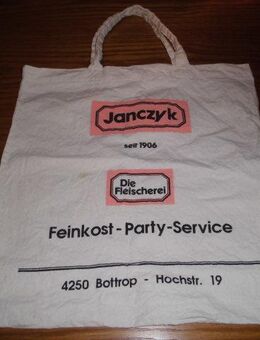 Janczyk
seit 1906
Die
Fleischerei
Feinkost - Party - Service
4250 Bottrop - Hochstr. 19